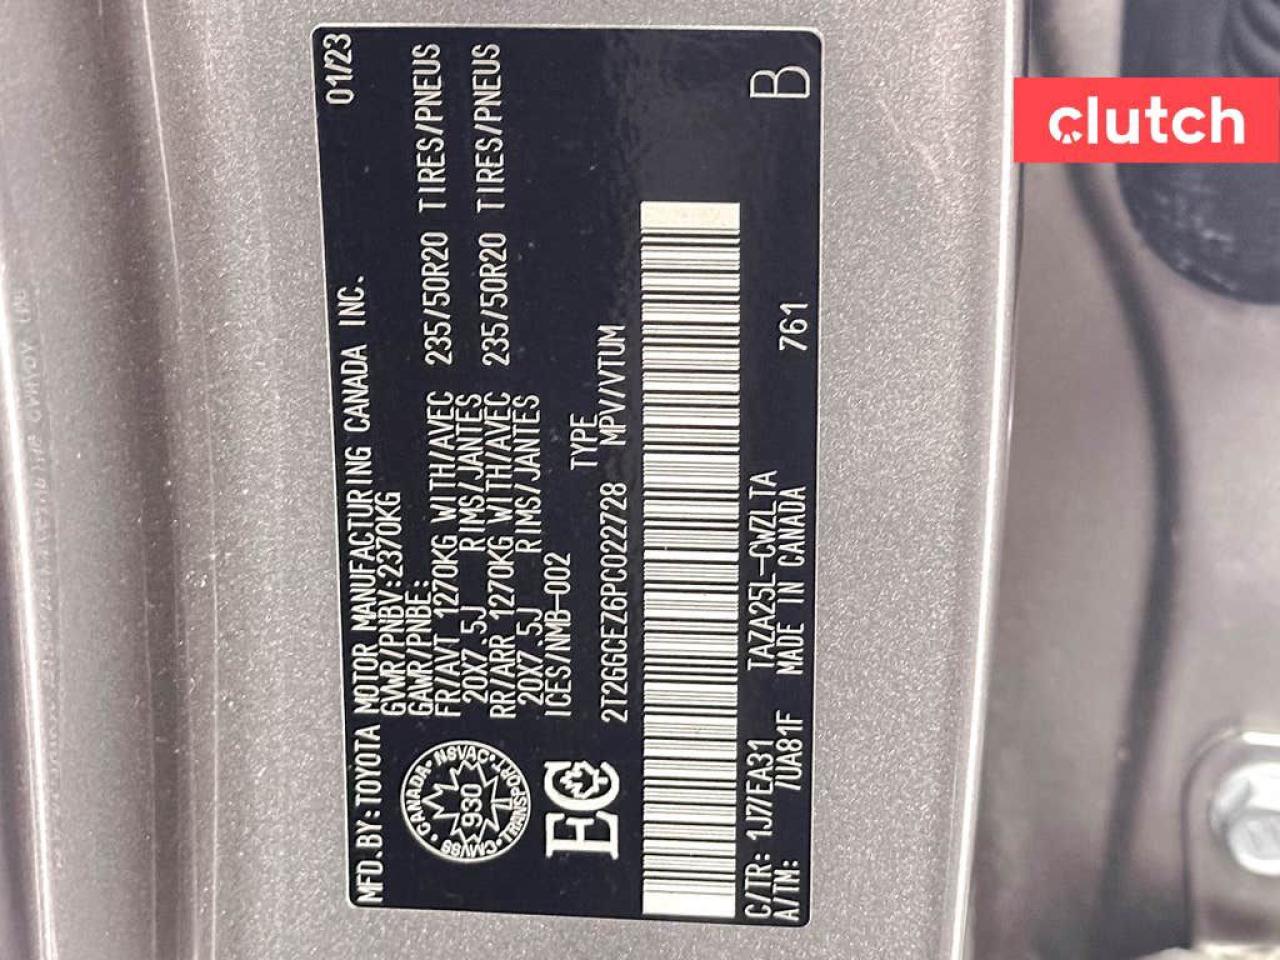 MFD.BY:TOYOTA MOTOR MANUFACTURING CANADA INC. 01/23
GVWR/PNBV:2370KG
GAWR/PNBE:
FR/AVT 1270KG WITH/AVEC 235/50R20 TIRES/PNEUS
20X7.5J RIMS/JANTES
RR/ARR 1270KG WITH/AVEC 235/50R20 TIRES/PNEUS
20X7.5J RIMS/JANTES
ICES/NMB-002
TYPE
2T2GGCEZ6PC022728 MPV/VTUM
CANADA • NSVAC • TRANSPORT • CMVSS •
930
EC
C/TR: 1J7/EA31 TAZA25L-CWZLTA
A/TM: /UA81F MADE IN CANADA 761
B
clutch